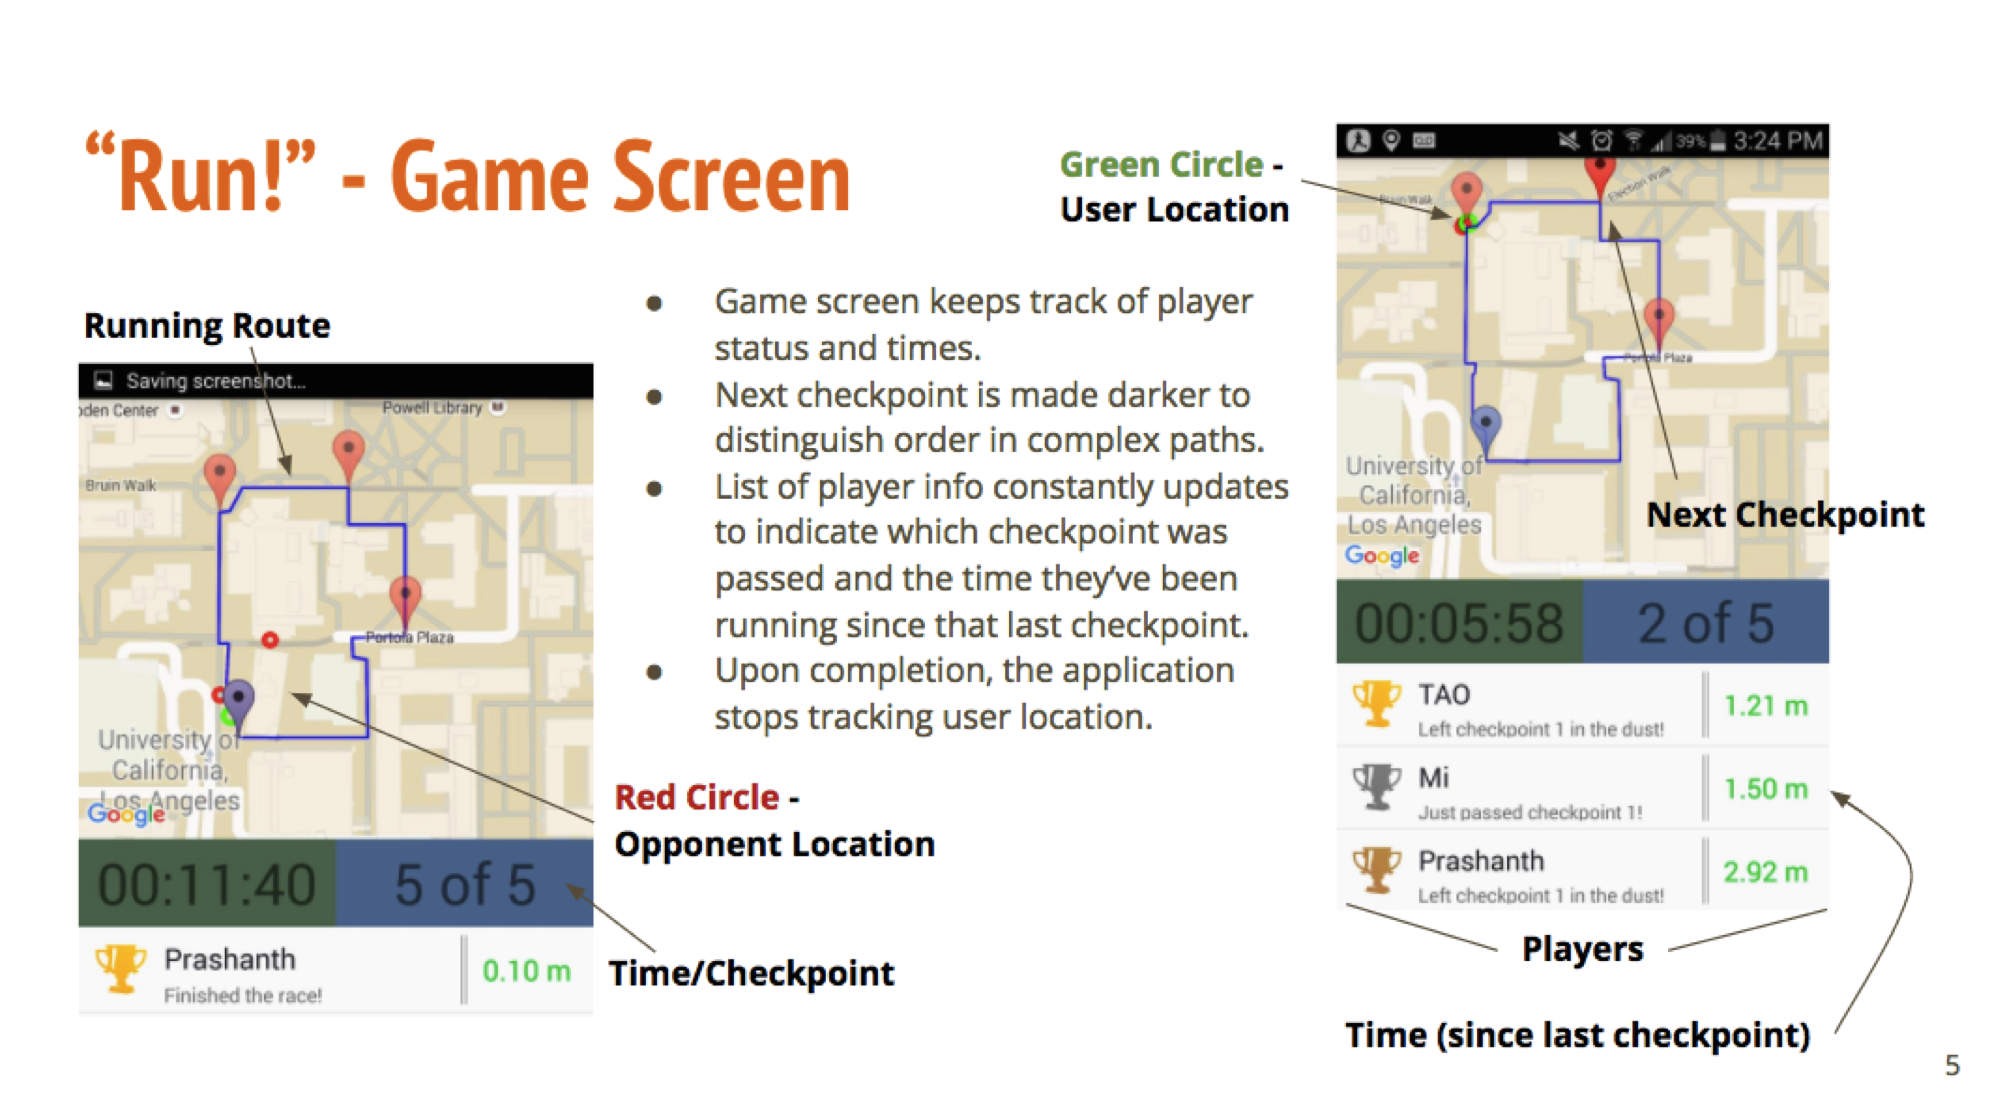 “Run!” - Game Screen
Running Route
Saving screenshot...
den Center
Powell Library
Bruin Walk
Portola Plaza
University of
California,
Los Angeles
Google
00:11:40
5 of 5
Prashanth
Finished the race!
0.10 m
● Game screen keeps track of player
status and times.
● Next checkpoint is made darker to
distinguish order in complex paths.
● List of player info constantly updates
to indicate which checkpoint was
passed and the time they’ve been
running since that last checkpoint.
● Upon completion, the application
stops tracking user location.
Red Circle -
Opponent Location
Time/Checkpoint
Green Circle -
User Location
39% 3:24 PM
Election Walk
Bruin Walk
Portola Plaza
University of
California,
Los Angeles
Google
Next Checkpoint
00:05:58
2 of 5
TAO
Left checkpoint 1 in the dust!
1.21 m
Mi
Just passed checkpoint 1!
1.50 m
Prashanth
Left checkpoint 1 in the dust!
2.92 m
Players
Time (since last checkpoint)
5